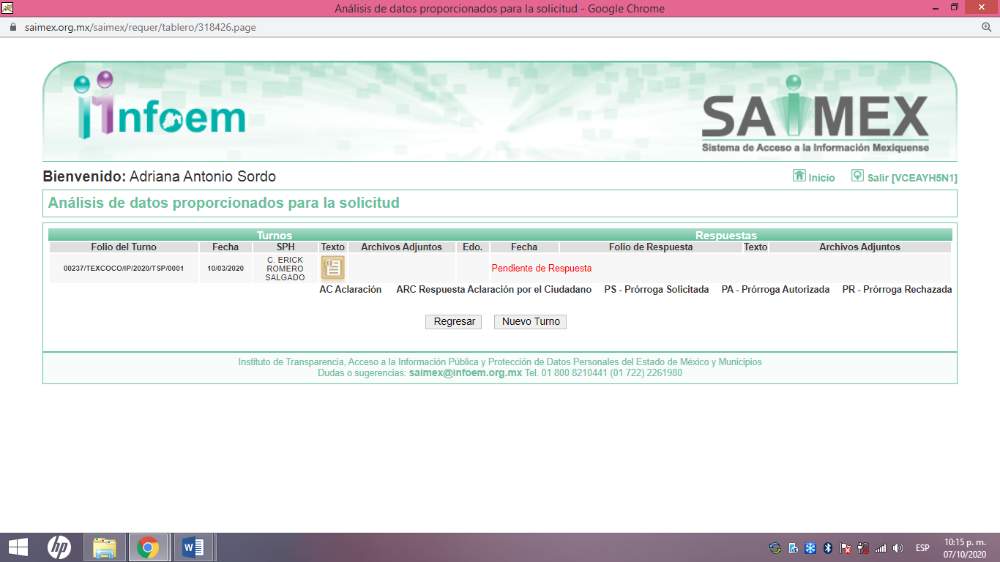 Análisis de datos proporcionados para la solicitud - Google Chrome
saimex.org.mx/saimex/requer/tablero/318426.page
infoem
SAIMEX
Sistema de Acceso a la Información Mexiquense
Bienvenido: Adriana Antonio Sordo
Inicio Salir [VCEAYH5N1]
Análisis de datos proporcionados para la solicitud
Turnos Respuestas
Folio del Turno Fecha SPH Texto Archivos Adjuntos Edo. Fecha Folio de Respuesta Texto Archivos Adjuntos
00237/TEXCOCO/IP/2020/TSP/0001 10/03/2020 C. ERICK
ROMERO
SALGADO
Pendiente de Respuesta
AC Aclaración ARC Respuesta Aclaración por el Ciudadano PS - Prórroga Solicitada PA - Prórroga Autorizada PR - Prórroga Rechazada
Regresar Nuevo Turno
Instituto de Transparencia, Acceso a la Información Pública y Protección de Datos Personales del Estado de México y Municipios
Dudas o sugerencias: saimex@infoem.org.mx Tel. 01 800 8210441 (01 722) 2261980
hp
W
ESP
10:15 p. m.
07/10/2020